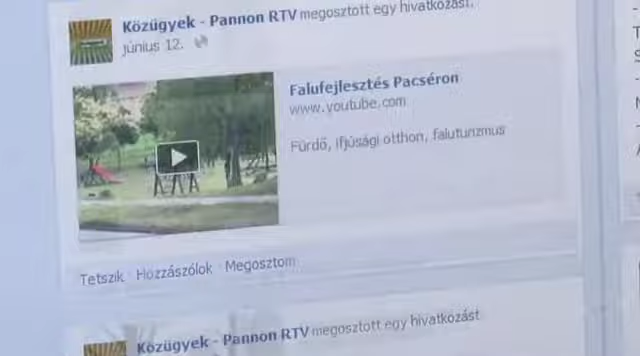 Közügyek - Pannon RTV megosztott egy hivatkozást.
június 12.
Falufejlesztés Pacséron
www.youtube.com
Fürdő, ifjúsági otthon, faluturizmus
Tetszik · Hozzászólok · Megosztom
Közügyek - Pannon RTV megosztott egy hivatkozást